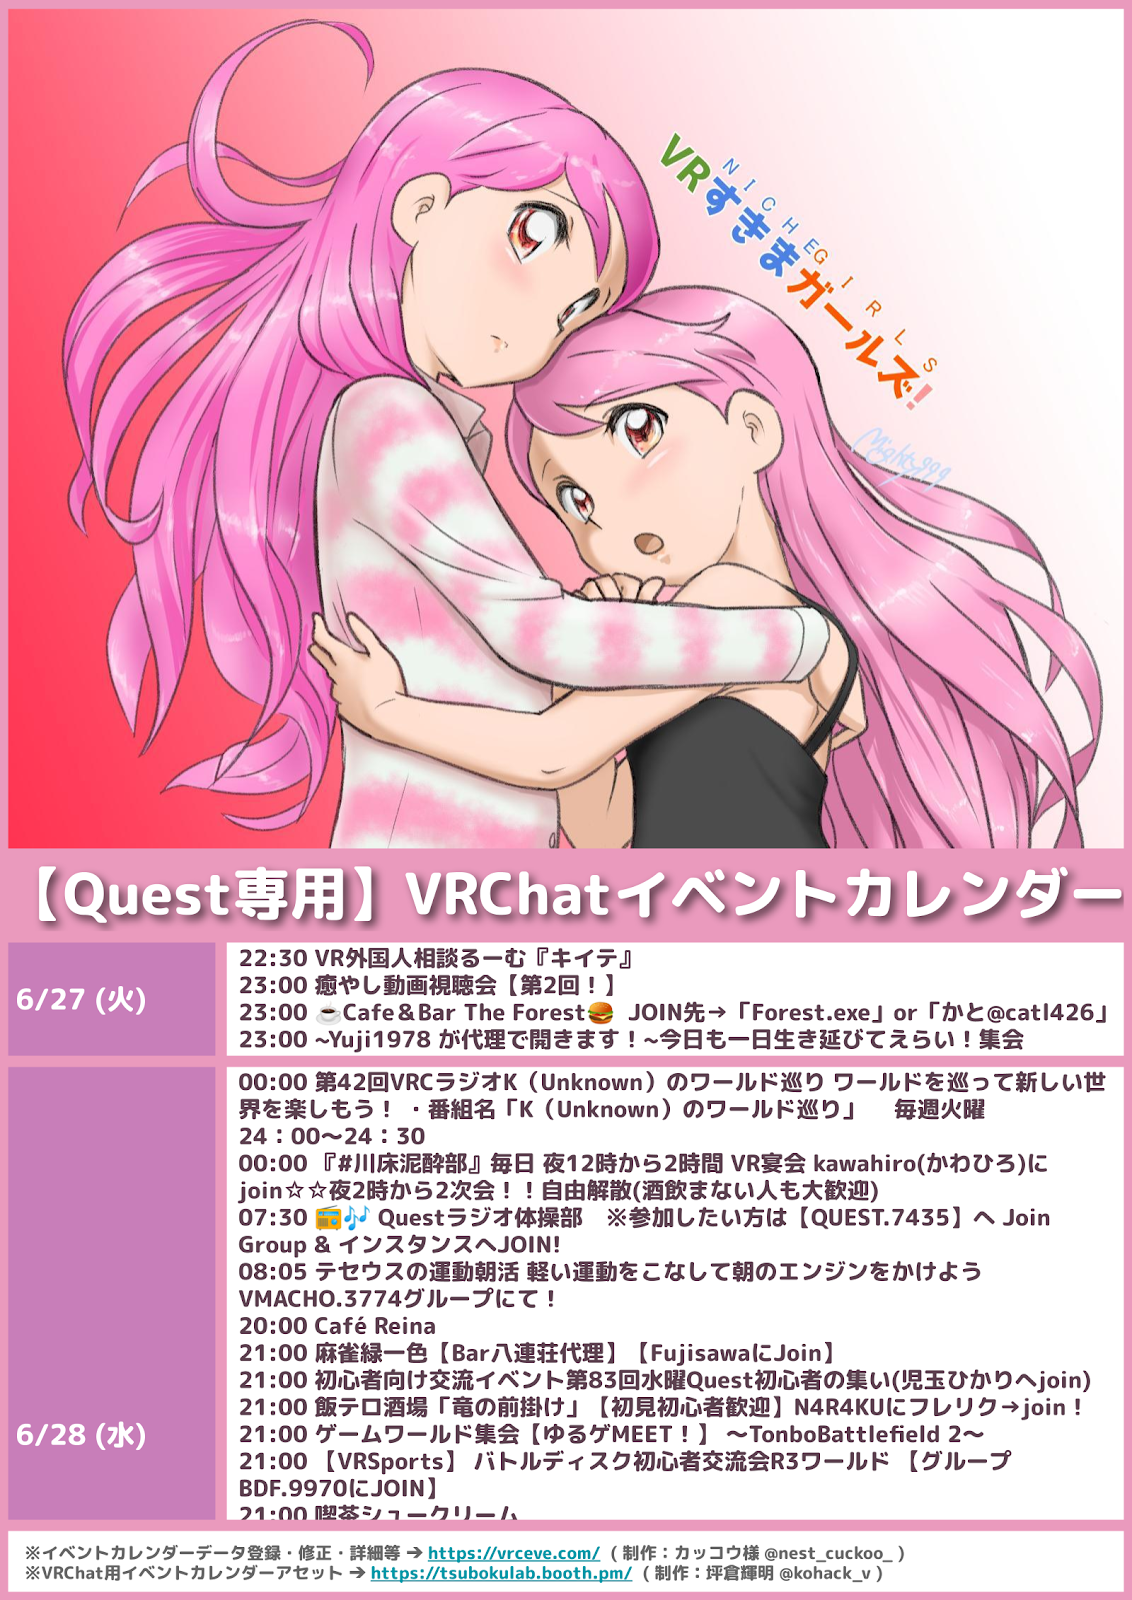 NICHE GIRLS
VRすきまガールズ!
Mighty999
【Quest専用】VRChatイベントカレンダー
6/27 (火)
22:30 VR外国人相談るーむ『キイテ』
23:00 癒やし動画視聴会【第2回！】
23:00 ☕Cafe＆Bar The Forest🍔 JOIN先→「Forest.exe」or「かと@catl426」
23:00 ~Yuji1978 が代理で開きます！~今日も一日生き延びてえらい！集会
6/28 (水)
00:00 第42回VRCラジオK（Unknown）のワールド巡り ワールドを巡って新しい世
界を楽しもう！ ・番組名「K（Unknown）のワールド巡り」　毎週火曜
24：00～24：30
00:00 『#川床泥酔部』毎日 夜12時から2時間 VR宴会 kawahiro(かわひろ)に
join☆☆夜2時から2次会！！自由解散(酒飲まない人も大歓迎)
07:30 📻🎶 Questラジオ体操部　※参加したい方は【QUEST.7435】へ Join
Group & インスタンスへJOIN!
08:05 テセウスの運動朝活 軽い運動をこなして朝のエンジンをかけよう
VMACHO.3774グループにて！
20:00 Café Reina
21:00 麻雀緑一色【Bar八連荘代理】【FujisawaにJoin】
21:00 初心者向け交流イベント第83回水曜Quest初心者の集い(児玉ひかりへjoin)
21:00 飯テロ酒場「竜の前掛け」【初見初心者歓迎】N4R4KUにフレリク→join！
21:00 ゲームワールド集会【ゆるゲMEET！】 ～TonboBattlefield 2～
21:00 【VRSports】 バトルディスク初心者交流会R3ワールド 【グループ
BDF.9970にJOIN】
21:00 喫茶シュークリーム
※イベントカレンダーデータ登録・修正・詳細等 ➔ https://vrceve.com/ ( 制作：カッコウ様 @nest_cuckoo_ )
※VRChat用イベントカレンダーアセット ➔ https://tsubokulab.booth.pm/ ( 制作：坪倉輝明 @kohack_v )